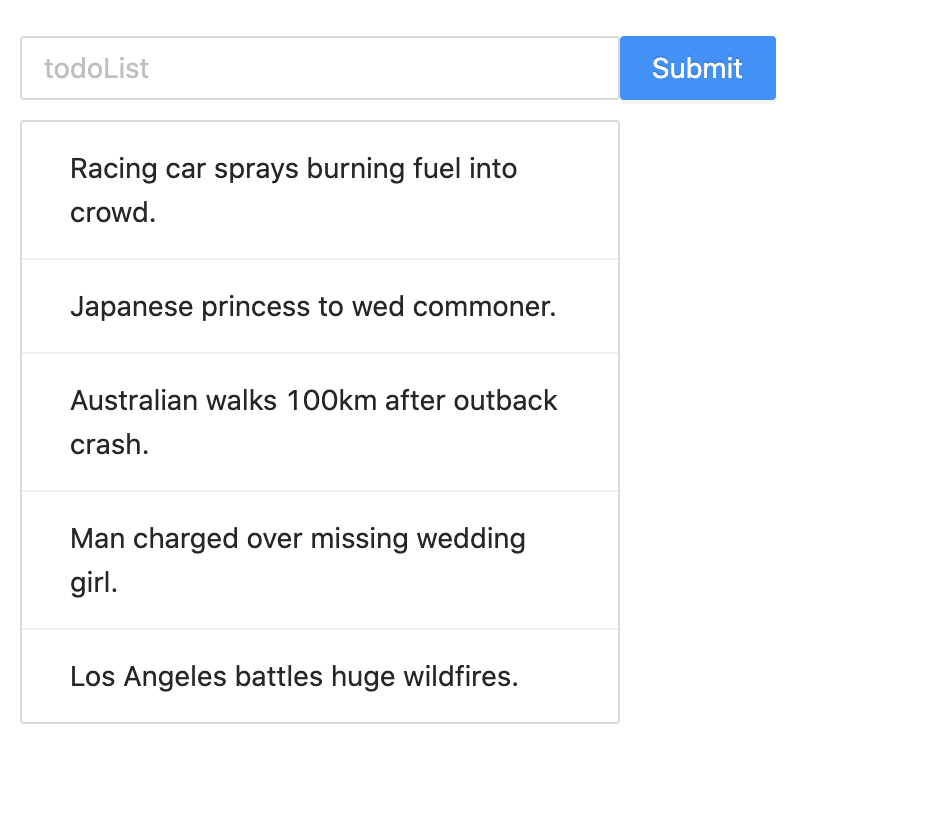 todoList
Submit
Racing car sprays burning fuel into
crowd.
Japanese princess to wed commoner.
Australian walks 100km after outback
crash.
Man charged over missing wedding
girl.
Los Angeles battles huge wildfires.